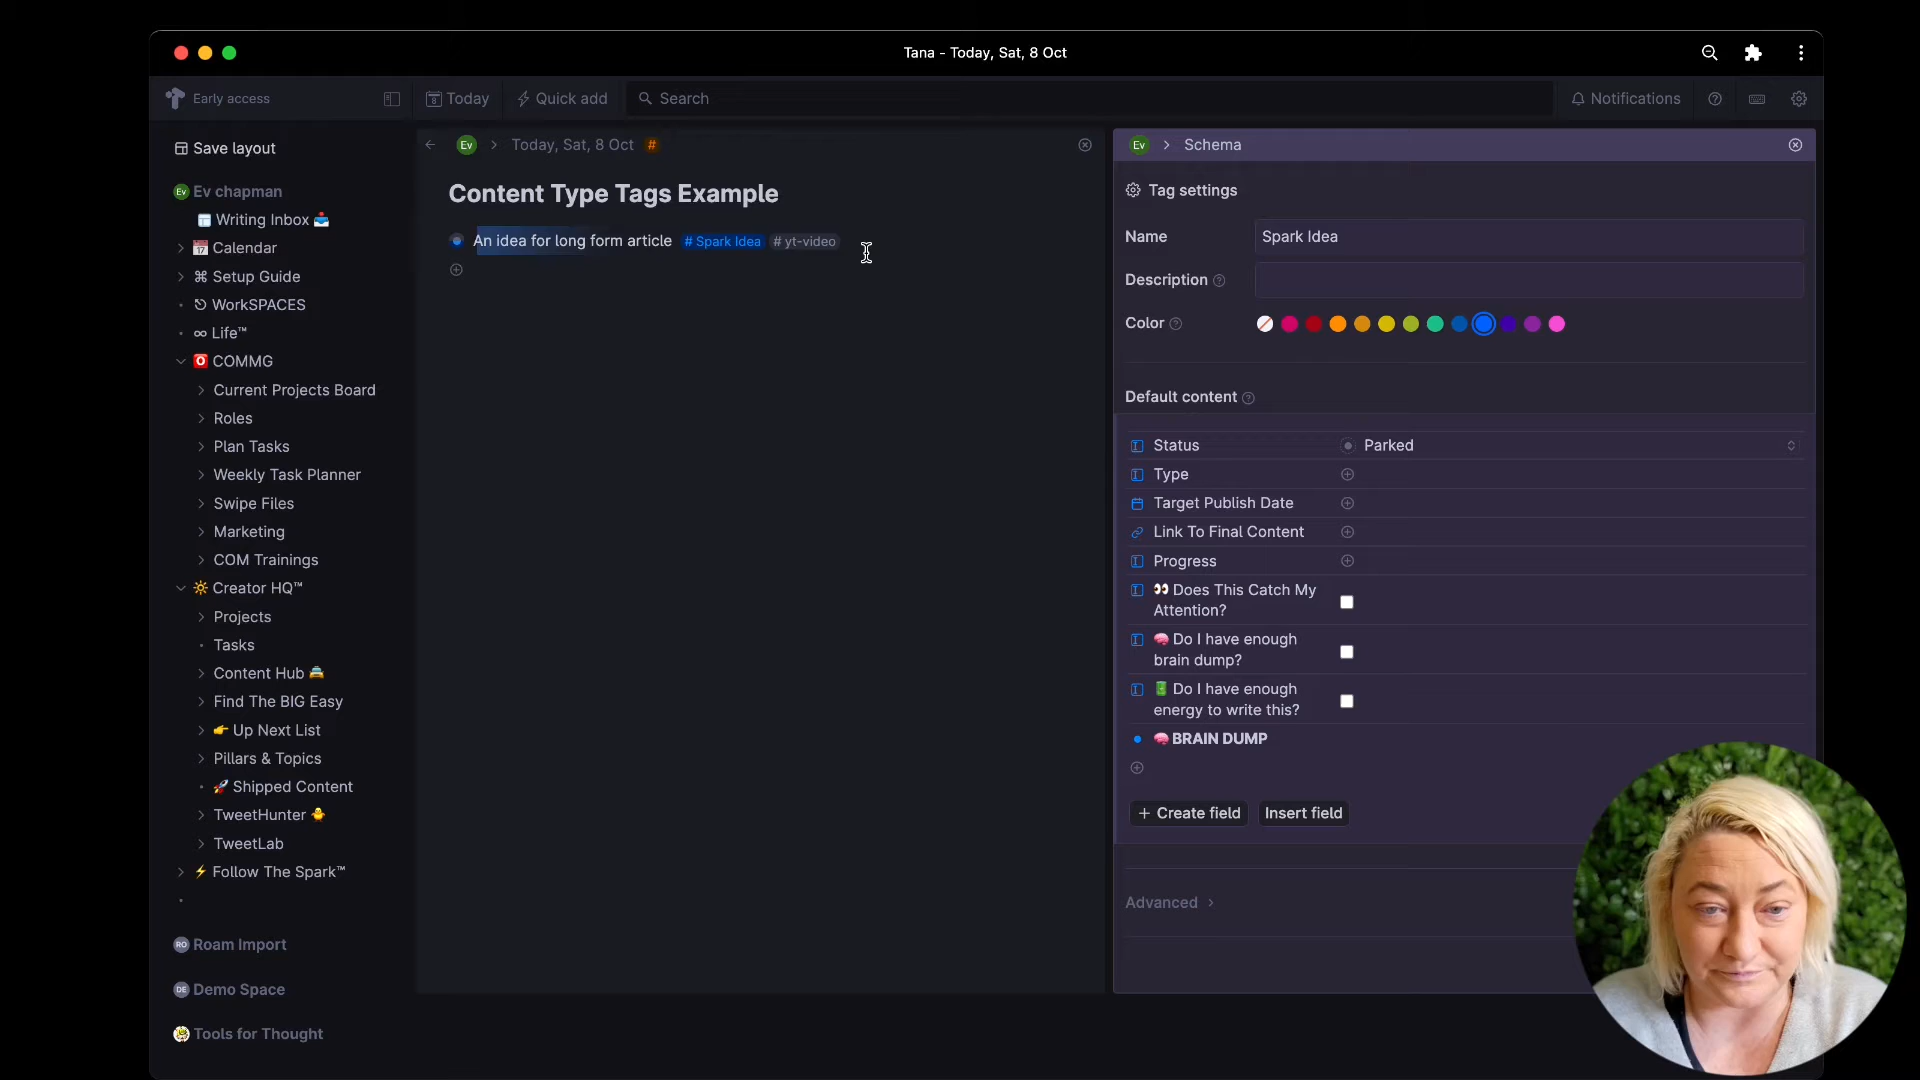 Tana - Today, Sat, 8 Oct
Early access
Today
Quick add
Search
Notifications
Save layout
Ev chapman
Writing Inbox
Calendar
Setup Guide
WorkSPACES
Life™
COMMG
Current Projects Board
Roles
Plan Tasks
Weekly Task Planner
Swipe Files
Marketing
COM Trainings
Creator HQ™
Projects
Tasks
Content Hub
Find The BIG Easy
Up Next List
Pillars & Topics
Shipped Content
TweetHunter
TweetLab
Follow The Spark™
RO Roam Import
DE Demo Space
Tools for Thought
Ev > Today, Sat, 8 Oct #
Content Type Tags Example
An idea for long form article # Spark Idea # yt-video
Ev > Schema
Tag settings
Name Spark Idea
Description
Color
Default content
Status Parked
Type
Target Publish Date
Link To Final Content
Progress
Does This Catch My
Attention?
Do I have enough
brain dump?
Do I have enough
energy to write this?
BRAIN DUMP
+ Create field Insert field
Advanced >